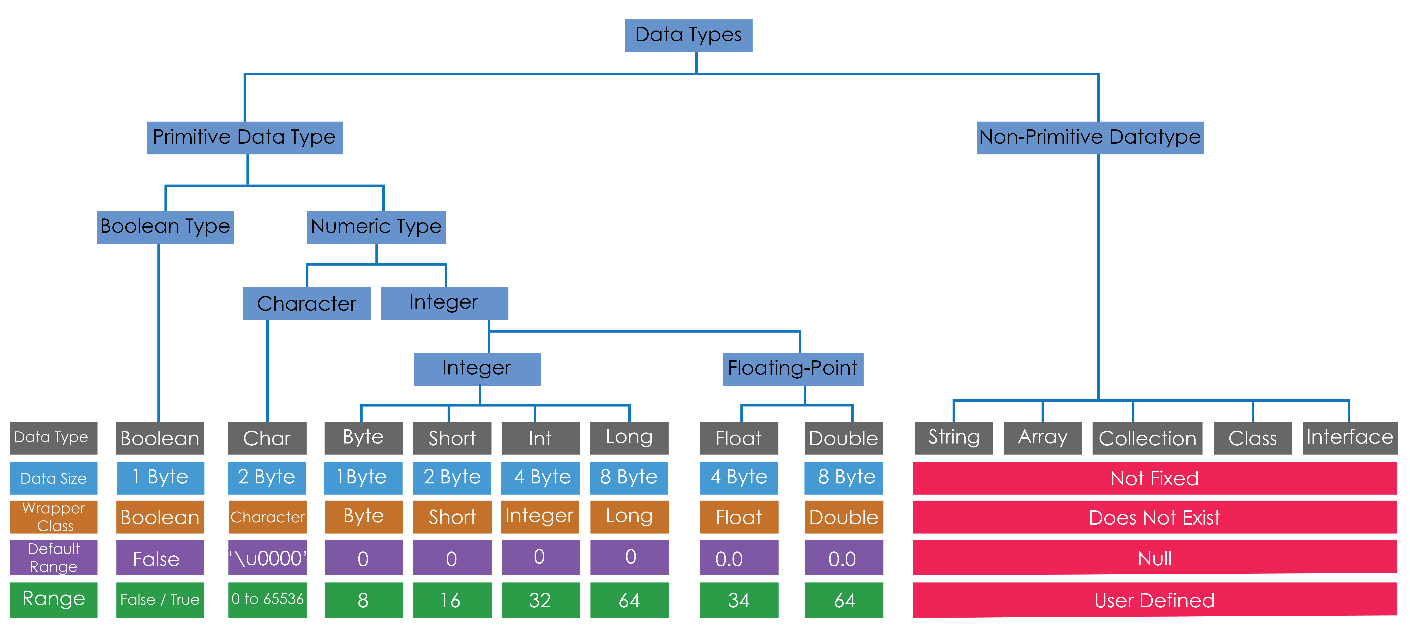 Data Types
Primitive Data Type
Non-Primitive Datatype
Boolean Type
Numeric Type
Character
Integer
Integer
Floating-Point
Data Type Boolean Char Byte Short Int Long Float Double String Array Collection Class Interface
Data Size 1 Byte 2 Byte 1Byte 2 Byte 4 Byte 8 Byte 4 Byte 8 Byte Not Fixed
Wrapper
Class Boolean Character Byte Short Integer Long Float Double Does Not Exist
Default
Range False '\u0000' 0 0 0 0 0.0 0.0 Null
Range False / True 0 to 65536 8 16 32 64 34 64 User Defined